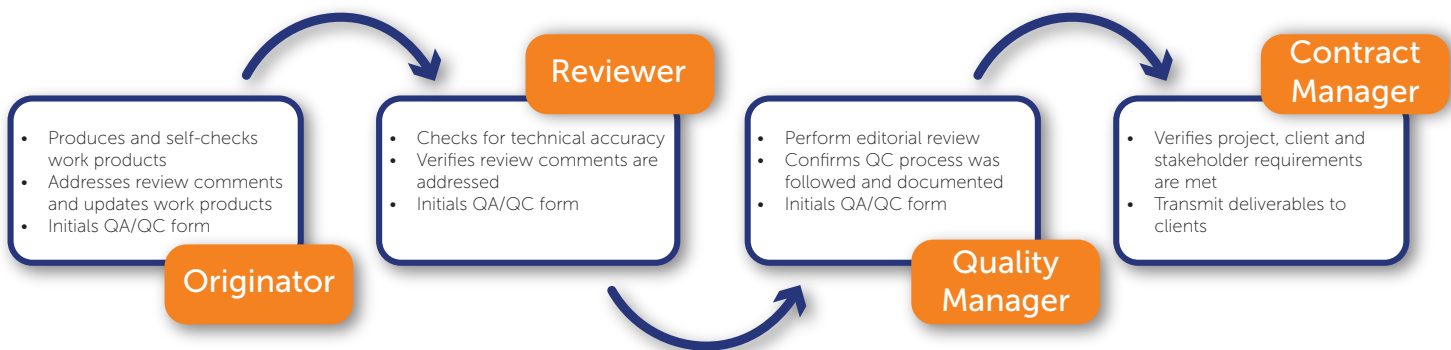 • Produces and self-checks
work products
• Addresses review comments
and updates work products
• Initials QA/QC form
Originator
Reviewer
• Checks for technical accuracy
• Verifies review comments are
addressed
• Initials QA/QC form
• Perform editorial review
• Confirms QC process was
followed and documented
• Initials QA/QC form
Quality
Manager
Contract
Manager
• Verifies project, client and
stakeholder requirements
are met
• Transmit deliverables to
clients